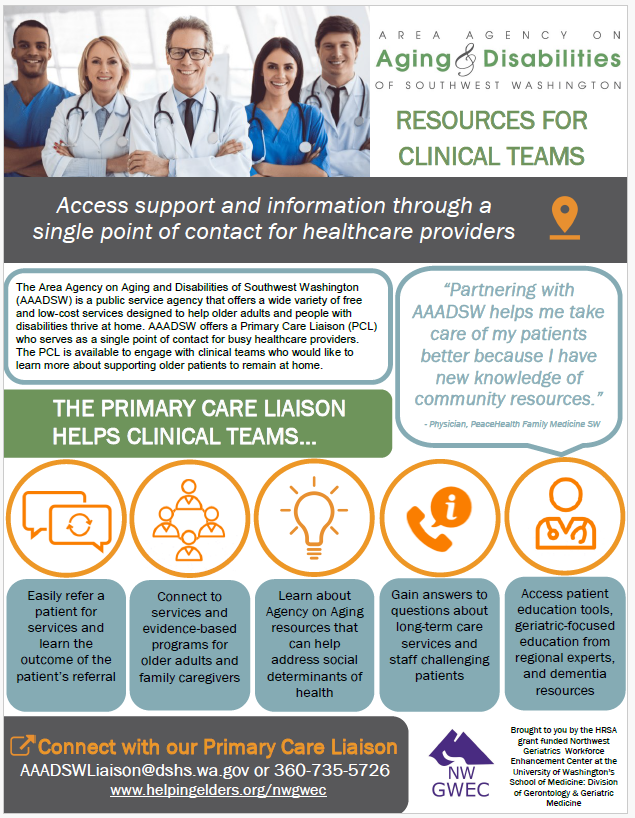 AREA AGENCY ON
Aging & Disabilities
OF SOUTHWEST WASHINGTON
RESOURCES FOR
CLINICAL TEAMS
Access support and information through a
single point of contact for healthcare providers
The Area Agency on Aging and Disabilities of Southwest Washington
(AAADSW) is a public service agency that offers a wide variety of free
and low-cost services designed to help older adults and people with
disabilities thrive at home. AAADSW offers a Primary Care Liaison (PCL)
who serves as a single point of contact for busy healthcare providers.
The PCL is available to engage with clinical teams who would like to
learn more about supporting older patients to remain at home.
“Partnering with
AAADSW helps me take
care of my patients
better because I have
new knowledge of
community resources.”
- Physician, PeaceHealth Family Medicine SW
THE PRIMARY CARE LIAISON
HELPS CLINICAL TEAMS...
Easily refer a
patient for
services and
learn the
outcome of the
patient’s referral
Connect to
services and
evidence-based
programs for
older adults and
family caregivers
Learn about
Agency on Aging
resources that
can help
address social
determinants of
health
i
Gain answers to
questions about
long-term care
services and
staff challenging
patients
Access patient
education tools,
geriatric-focused
education from
regional experts,
and dementia
resources
Connect with our Primary Care Liaison
AAADSWLiaison@dshs.wa.gov or 360-735-5726
www.helpingelders.org/nwgwec
NW
GWEC
Brought to you by the HRSA
grant funded Northwest
Geriatrics Workforce
Enhancement Center at the
University of Washington's
School of Medicine: Division
of Gerontology & Geriatric
Medicine